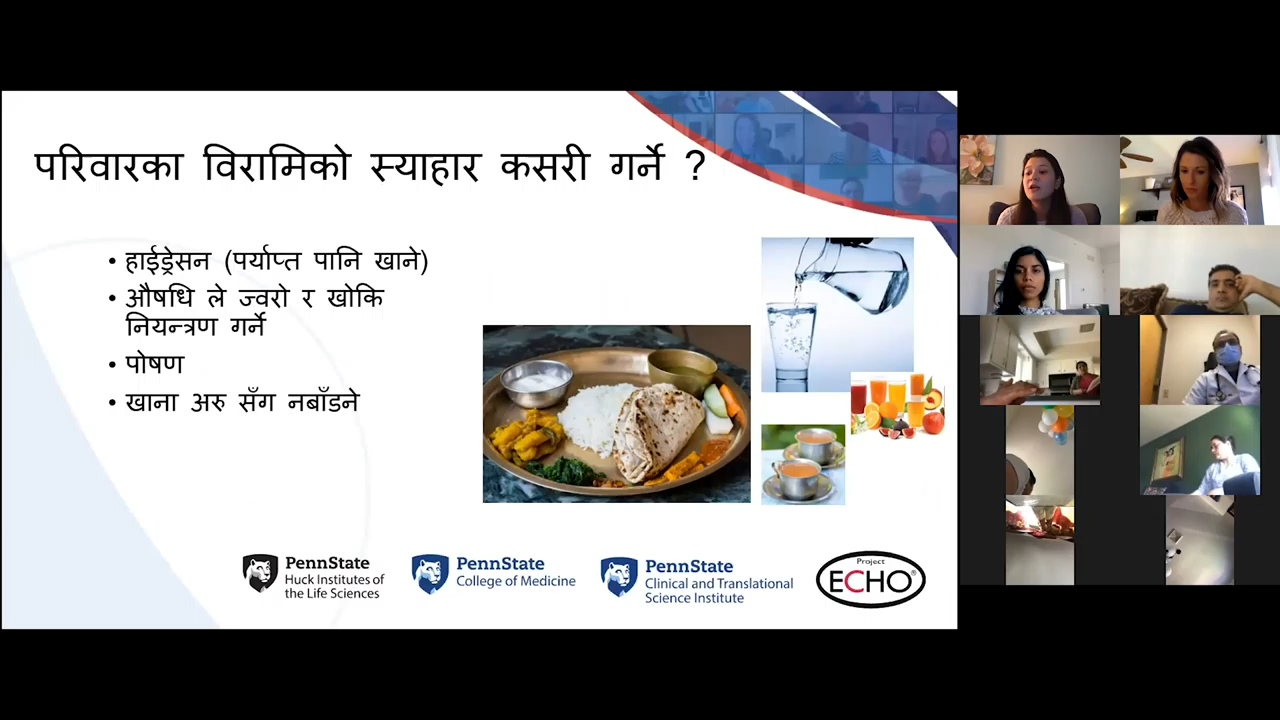 परिवारका विरामिको स्याहार कसरी गर्ने ?
• हाईड्रेसन (पर्याप्त पानि खाने)
• औषधि ले ज्वरो र खोकि
नियन्त्रण गर्ने
• पोषण
• खाना अरु सँग नबाँडने
PennState
Huck Institutes of
the Life Sciences
PennState
College of Medicine
PennState
Clinical and Translational
Science Institute
Project
ECHO®